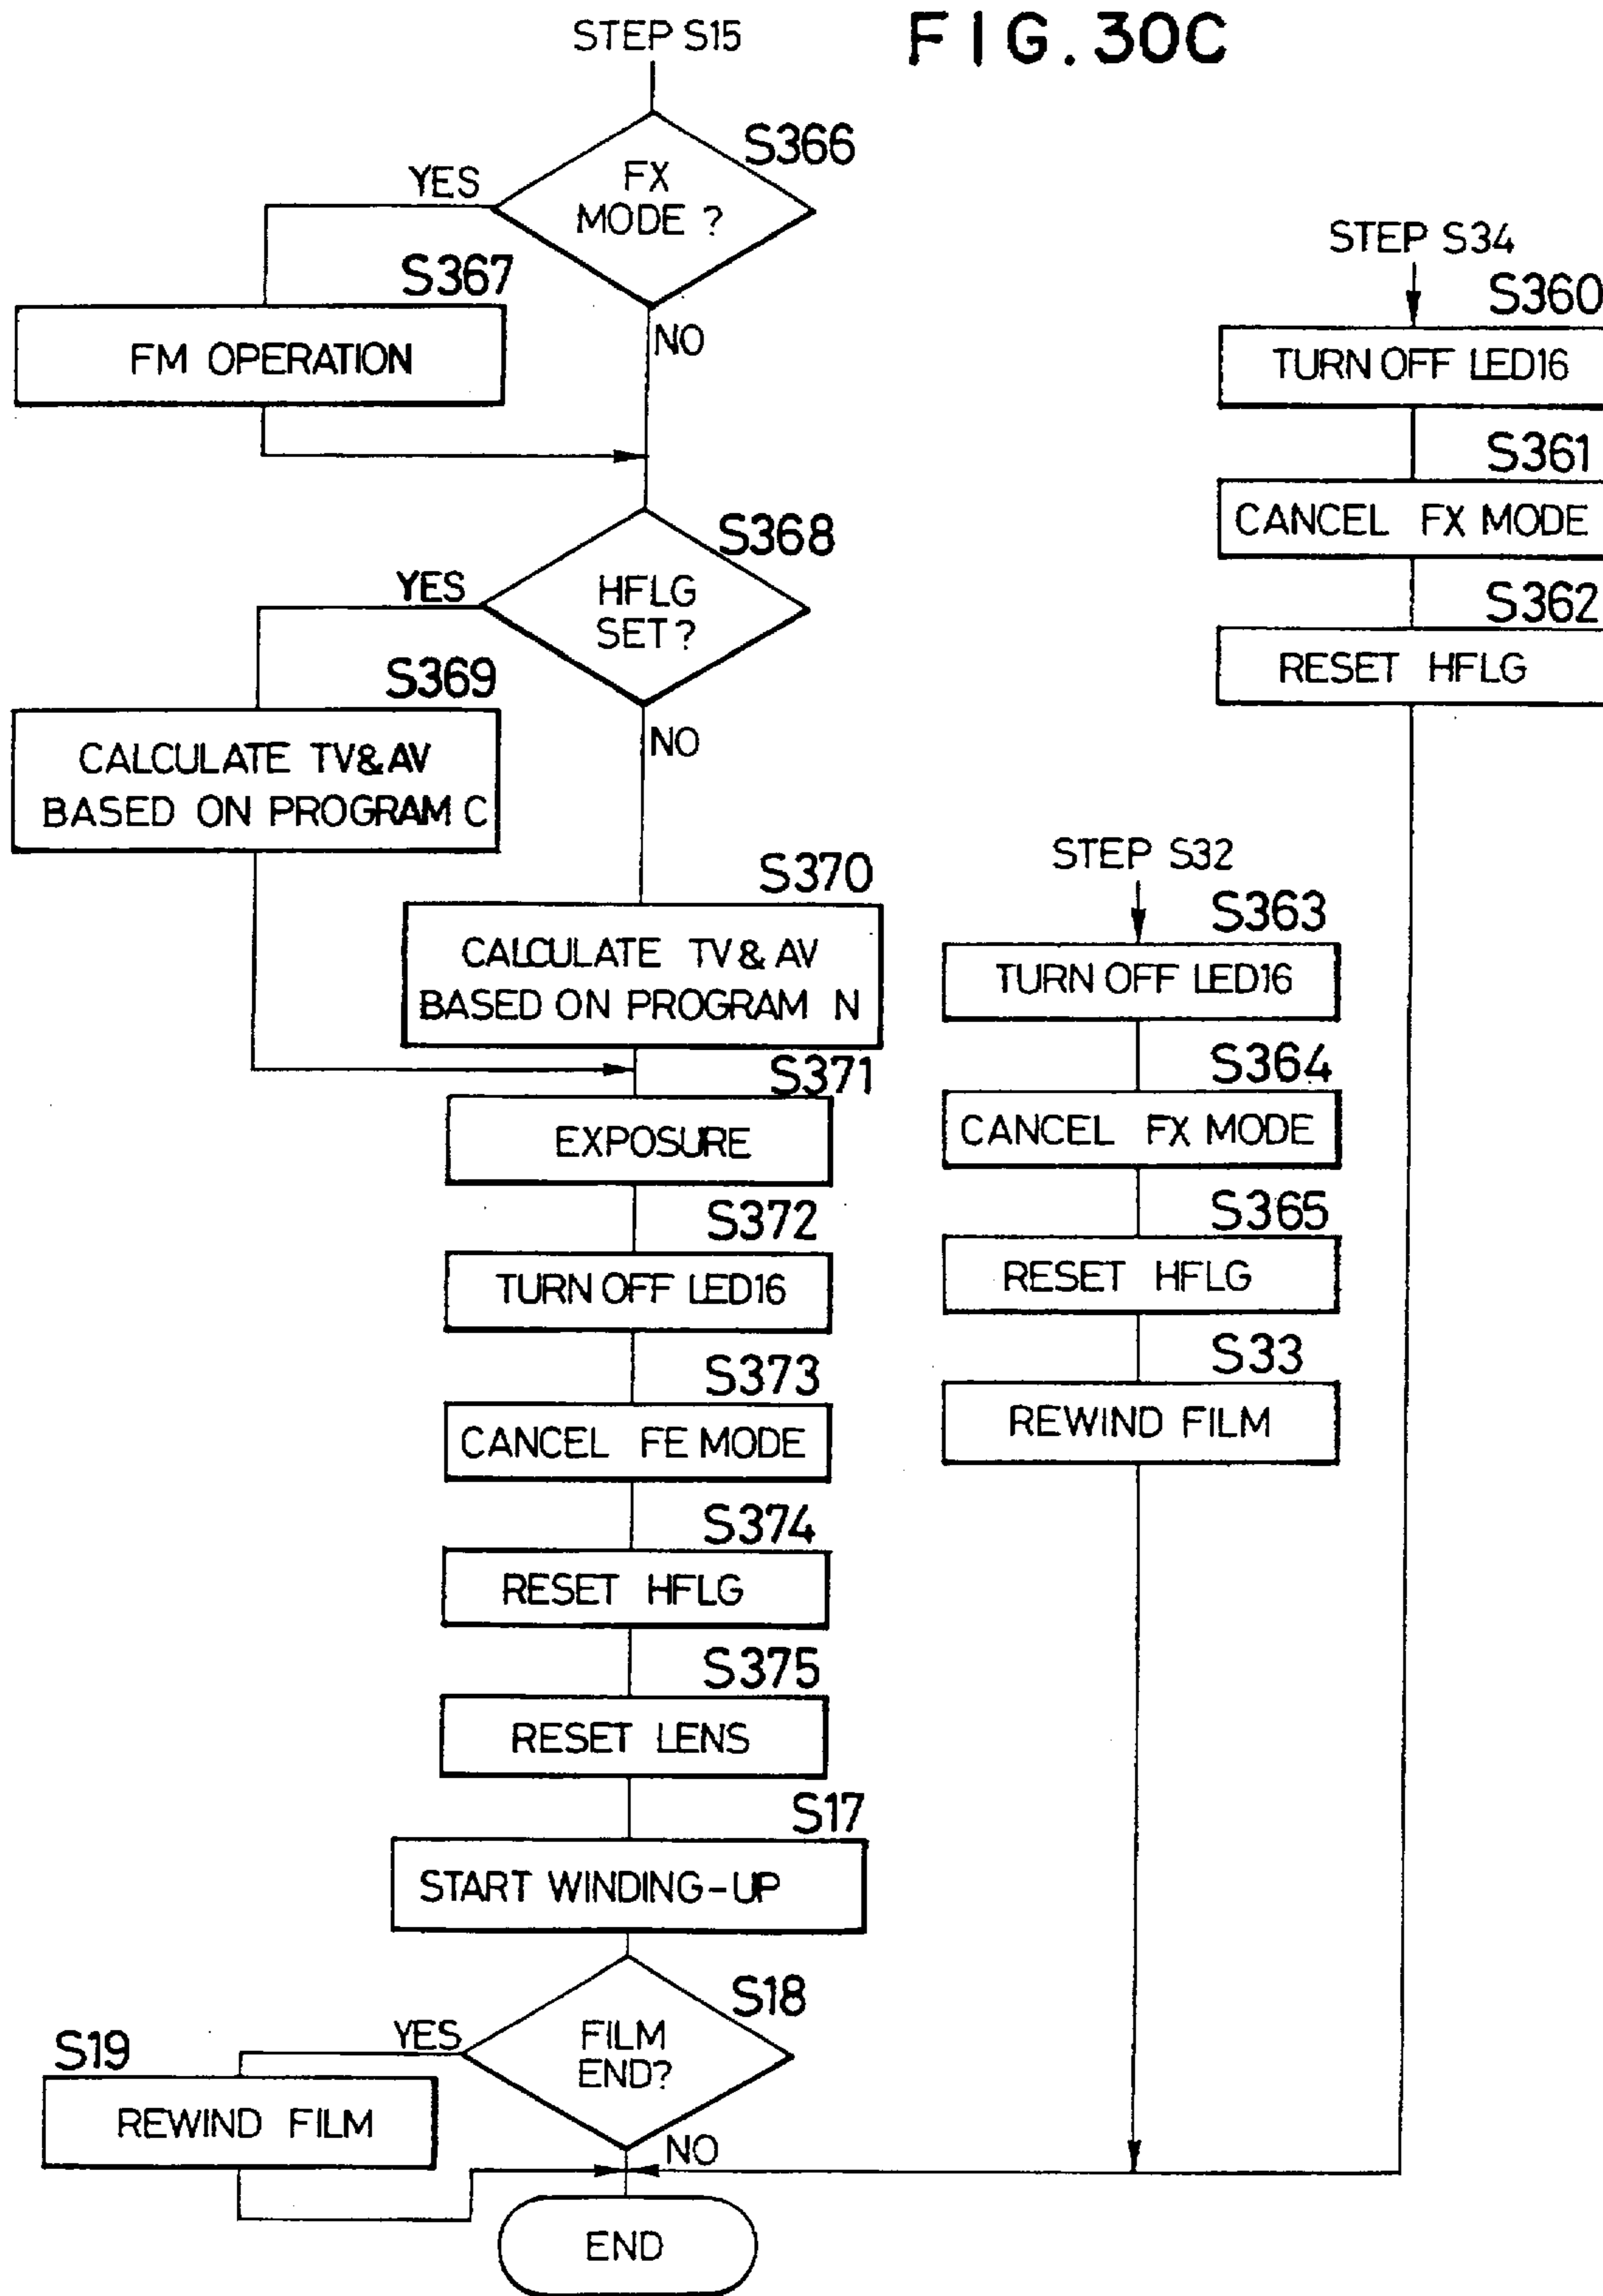 FIG. 30C
STEP S15
S366
FX
MODE ?
YES
NO
S367
FM OPERATION
S368
HFLG
SET?
YES
NO
S369
CALCULATE TV&AV
BASED ON PROGRAM C
S370
CALCULATE TV & AV
BASED ON PROGRAM N
S371
EXPOSURE
S372
TURN OFF LED16
S373
CANCEL FE MODE
S374
RESET HFLG
S375
RESET LENS
S17
START WINDING-UP
S18
FILM
END?
YES
NO
S19
REWIND FILM
END
STEP S32
S363
TURN OFF LED16
S364
CANCEL FX MODE
S365
RESET HFLG
S33
REWIND FILM
STEP S34
S360
TURN OFF LED16
S361
CANCEL FX MODE
S362
RESET HFLG